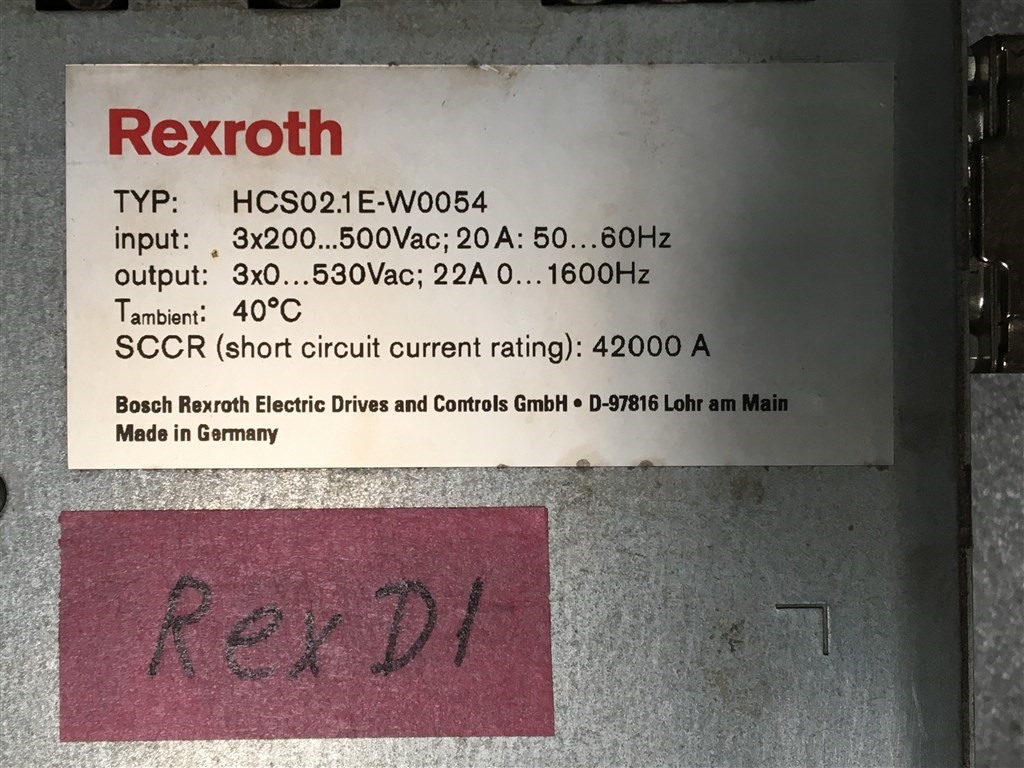 Rexroth
TYP: HCS02.1E-W0054
input: 3x200...500Vac; 20A: 50...60Hz
output: 3x0...530Vac; 22A 0...1600Hz
Tambient: 40°C
SCCR (short circuit current rating): 42000 A
Bosch Rexroth Electric Drives and Controls GmbH • D-97816 Lohr am Main
Made in Germany
Rex D1